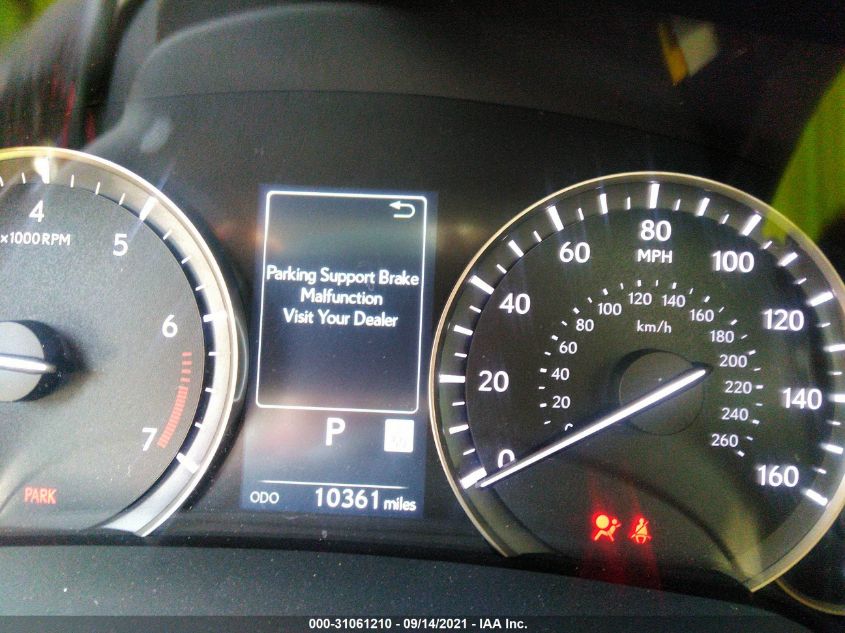 4
x1000 RPM
5
6
7
PARK
Parking Support Brake
Malfunction
Visit Your Dealer
P
ODO 10361 miles
0
20
40
60
80
100
120
140
160
MPH
20
40
60
80
100
120
140
160
180
200
220
240
260
km/h
000-31061210 - 09/14/2021 - IAA Inc.